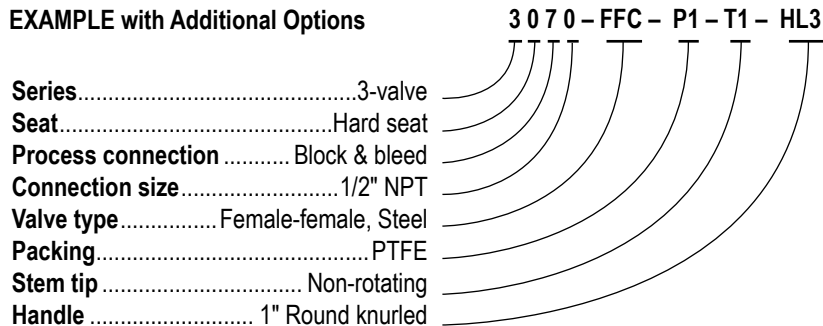 EXAMPLE with Additional Options 3 0 7 0 – FFC – P1 – T1 – HL3
Series............................................3-valve
Seat...........................................Hard seat
Process connection .......... Block & bleed
Connection size.........................1/2" NPT
Valve type................Female-female, Steel
Packing...........................................PTFE
Stem tip ............................... Non-rotating
Handle ......................... 1" Round knurled